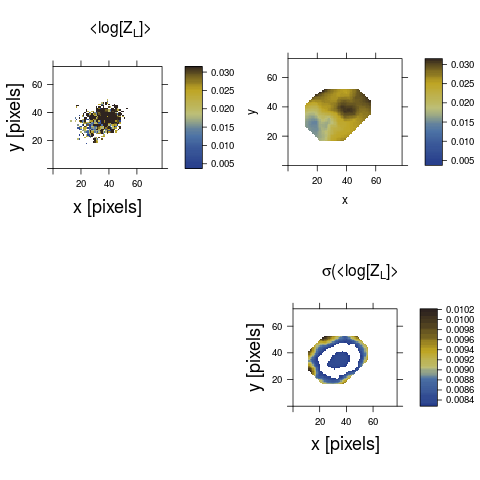 <log[Z_L]>
60
40
20
20 40 60
x [pixels]
y [pixels]
0.030
0.025
0.020
0.015
0.010
0.005
60
40
20
20 40 60
x
y
0.030
0.025
0.020
0.015
0.010
0.005
σ(<log[Z_L]>
60
40
20
20 40 60
x [pixels]
y [pixels]
0.0102
0.0100
0.0098
0.0096
0.0094
0.0092
0.0090
0.0088
0.0086
0.0084